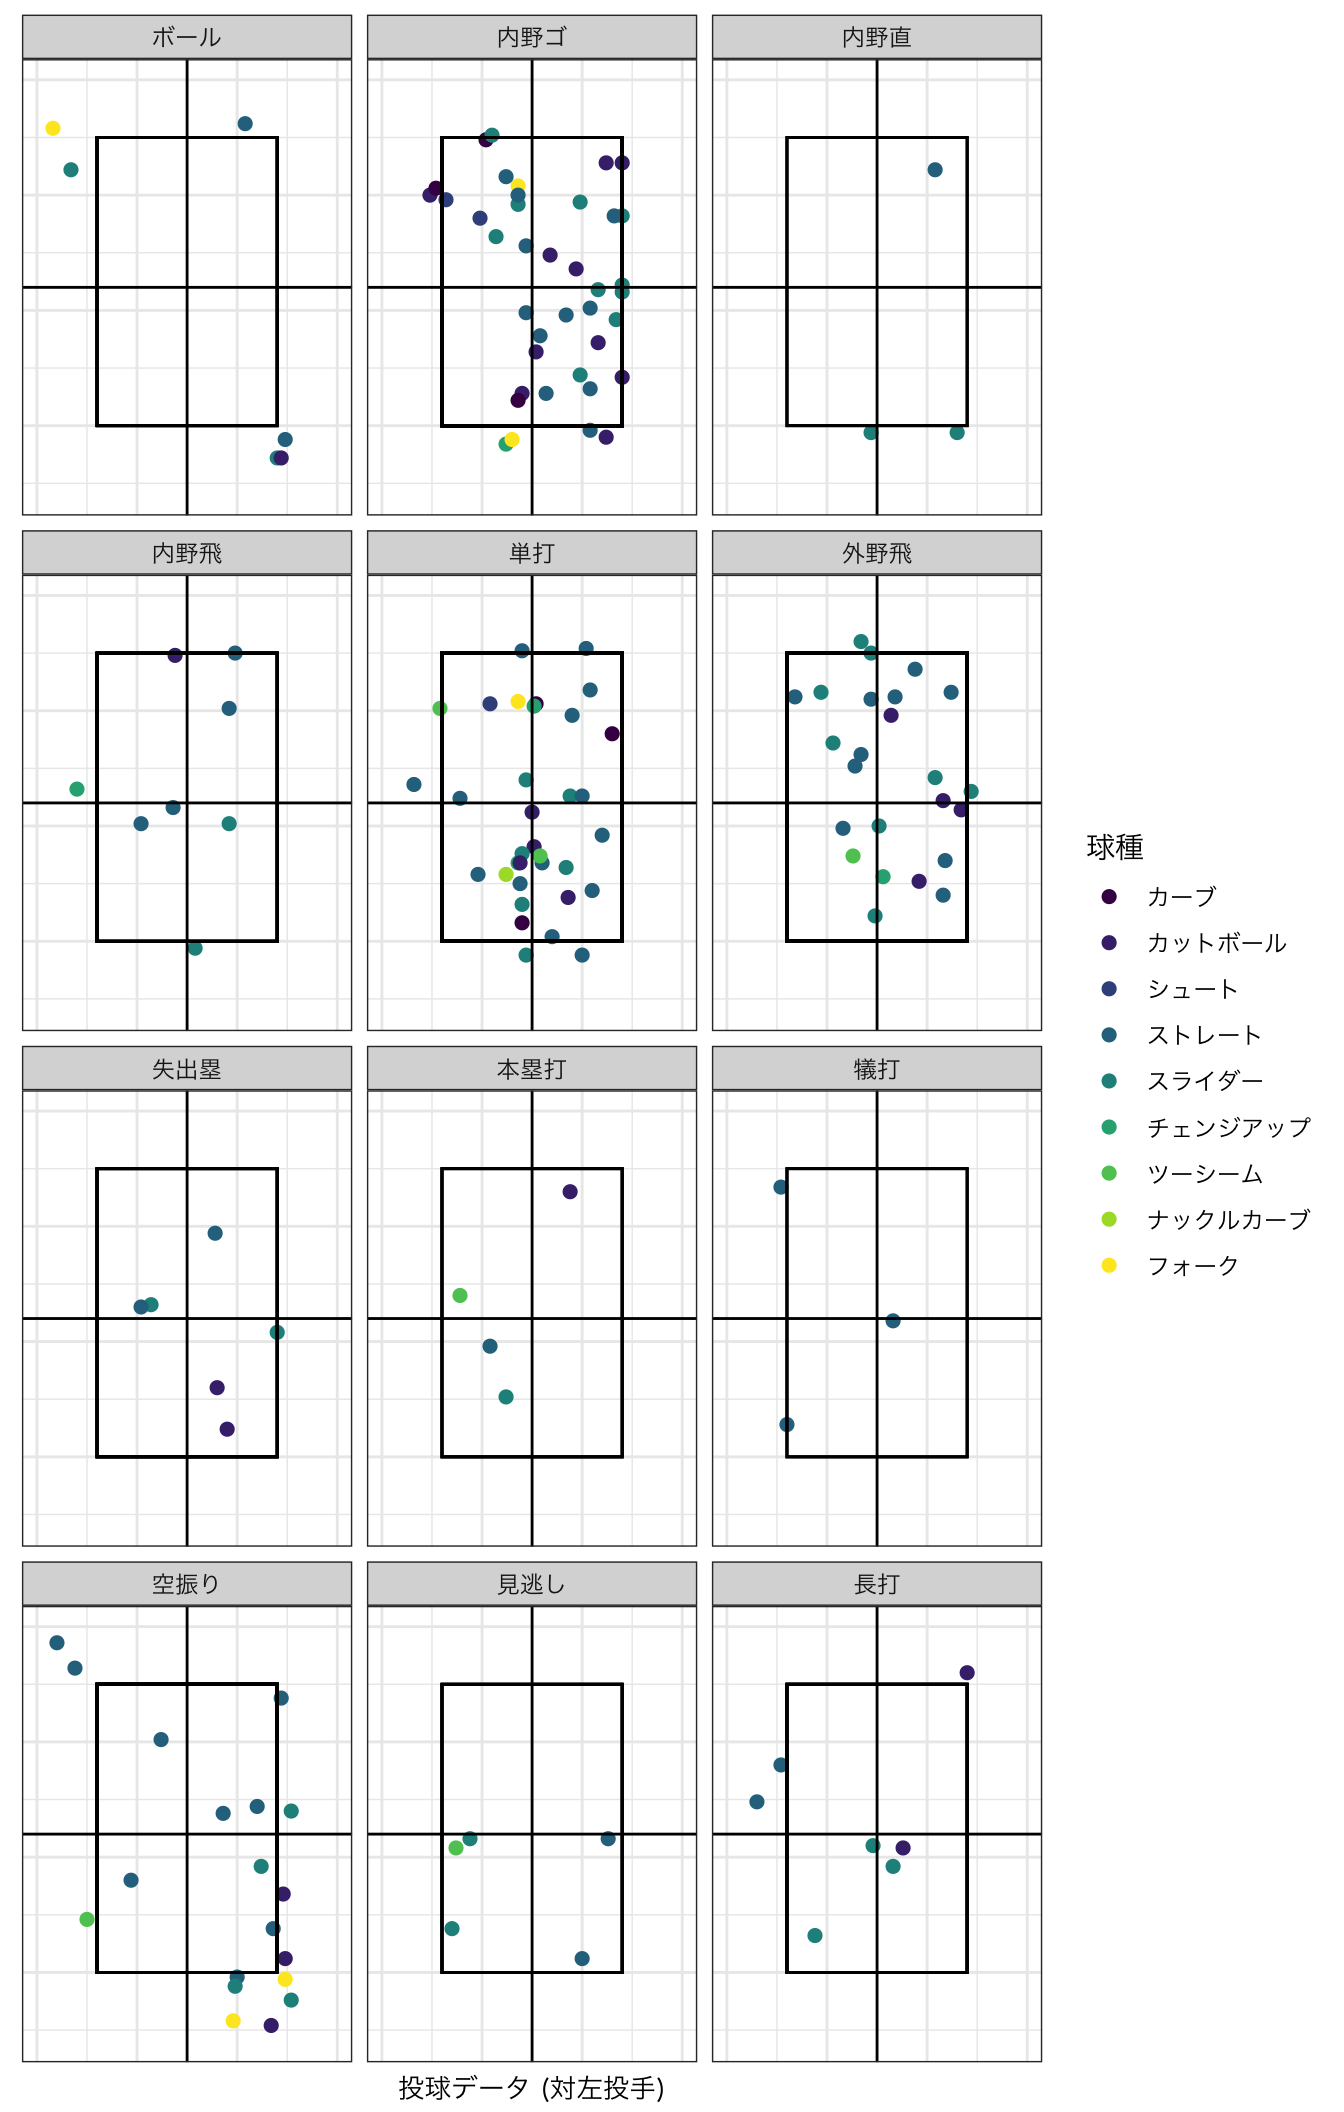 ボール
内野ゴ
内野直
内野飛
単打
外野飛
失出塁
本塁打
犠打
空振り
見逃し
長打
投球データ (対左投手)
球種
カーブ
カットボール
シュート
ストレート
スライダー
チェンジアップ
ツーシーム
ナックルカーブ
フォーク